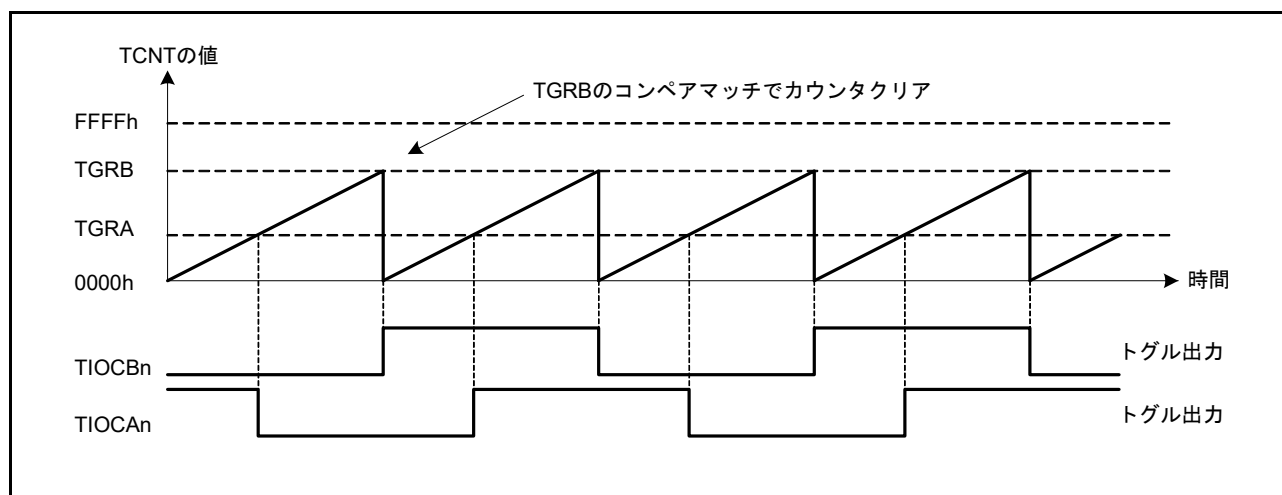 TCNTの値
TGRBのコンペアマッチでカウンタクリア
FFFFh
TGRB
TGRA
0000h
時間
TIOCBn
トグル出力
TIOCAn
トグル出力